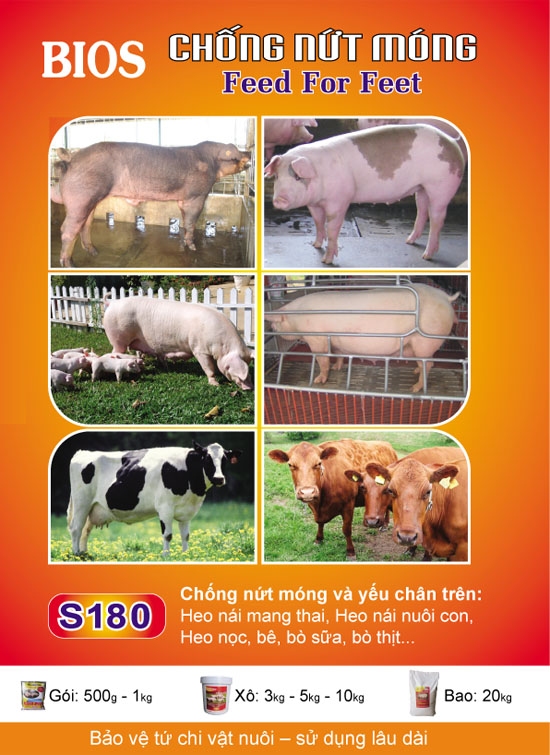 BIOS
CHỐNG NỨT MÓNG
Feed For Feet
S180
Chống nứt móng và yếu chân trên:
Heo nái mang thai, Heo nái nuôi con,
Heo nọc, bê, bò sữa, bò thịt...
Gói: 500g - 1kg
Xô: 3kg - 5kg - 10kg
Bao: 20kg
Bảo vệ tứ chi vật nuôi – sử dụng lâu dài